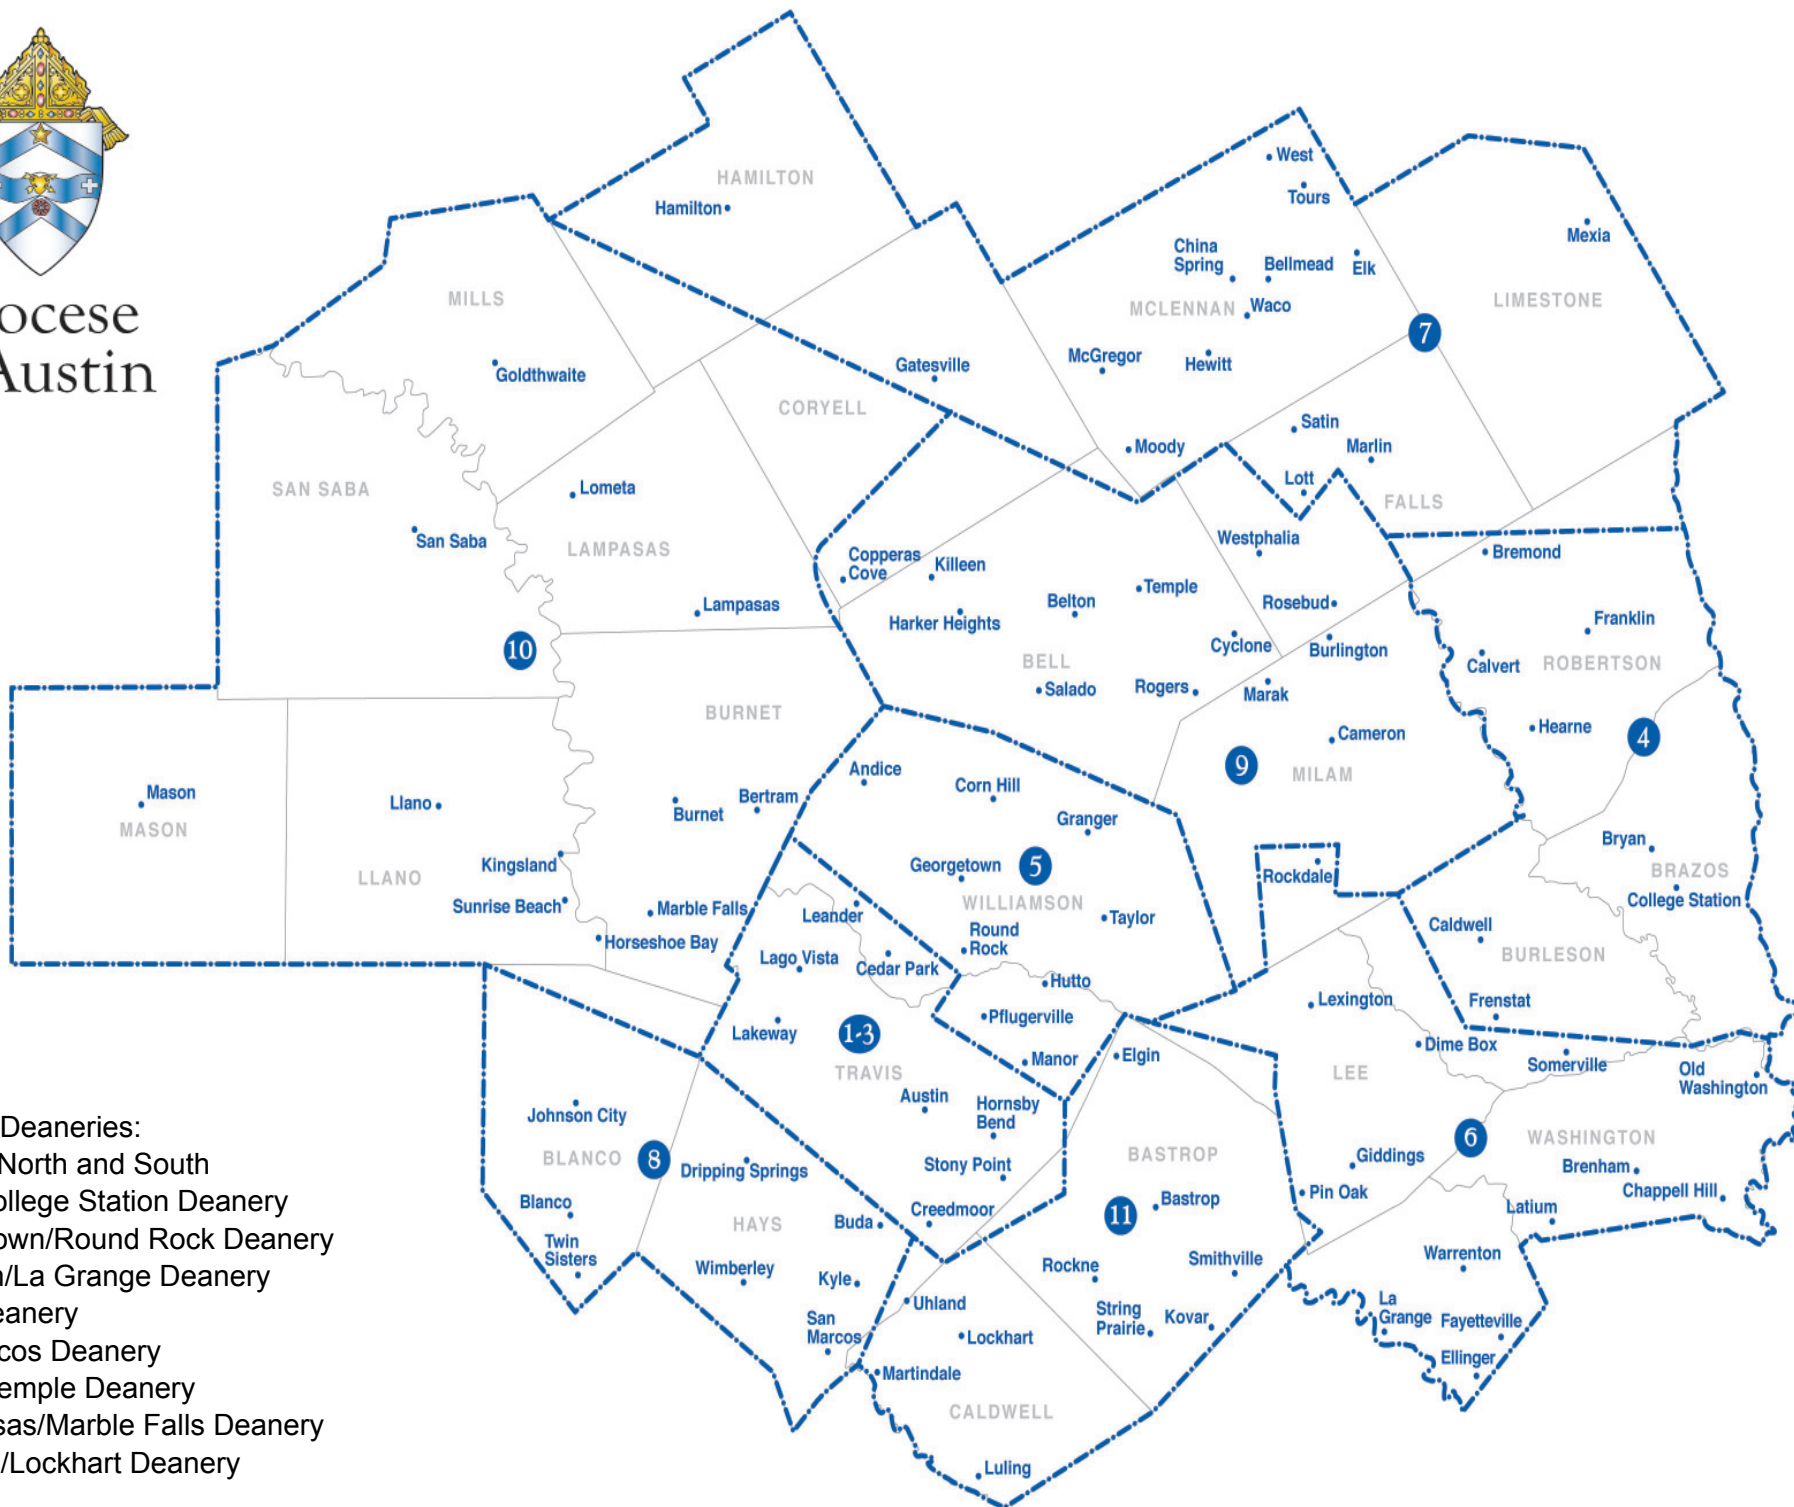 ocese
Austin
HAMILTON
Hamilton
West
Tours
Mexia
China
Spring
Bellmead
Elk
MCLENNAN
Waco
LIMESTONE
MILLS
7
McGregor
Hewitt
Gatesville
Goldthwaite
CORYELL
Satin
Marlin
Moody
Lott
FALLS
SAN SABA
Lometa
San Saba
LAMPASAS
Westphalia
Bremond
Copperas
Cove
Killeen
Temple
Belton
Rosebud
Lampasas
Harker Heights
Franklin
10
Cyclone
Burlington
Calvert
ROBERTSON
BELL
Salado
Rogers
Marak
BURNET
Hearne
4
Cameron
9
MILAM
Andice
Corn Hill
Mason
MASON
Llano
Burnet
Bertram
Granger
Bryan
BRAZOS
Kingsland
Georgetown
5
Rockdale
LLANO
WILLIAMSON
College Station
Sunrise Beach
Marble Falls
Leander
Taylor
Caldwell
Round
Rock
Horseshoe Bay
Lago Vista
Cedar Park
BURLESON
Hutto
Lexington
Frenstat
Pflugerville
Lakeway
1-3
TRAVIS
Manor
Elgin
Dime Box
Somerville
Old
Washington
LEE
Austin
Hornsby
Bend
Johnson City
6
WASHINGTON
BLANCO
8
Dripping Springs
Stony Point
BASTROP
Giddings
Brenham
Pin Oak
Chappell Hill
Blanco
Bastrop
11
Latium
HAYS
Buda
Creedmoor
Twin
Sisters
Wimberley
Kyle
Rockne
Smithville
Warrenton
Uhland
San
Marcos
Lockhart
String
Prairie
Kovar
La
Grange
Fayetteville
Ellinger
Martindale
CALDWELL
Luling
Deaneries:
North and South
ollege Station Deanery
own/Round Rock Deanery
/La Grange Deanery
eanery
cos Deanery
emple Deanery
sas/Marble Falls Deanery
/Lockhart Deanery